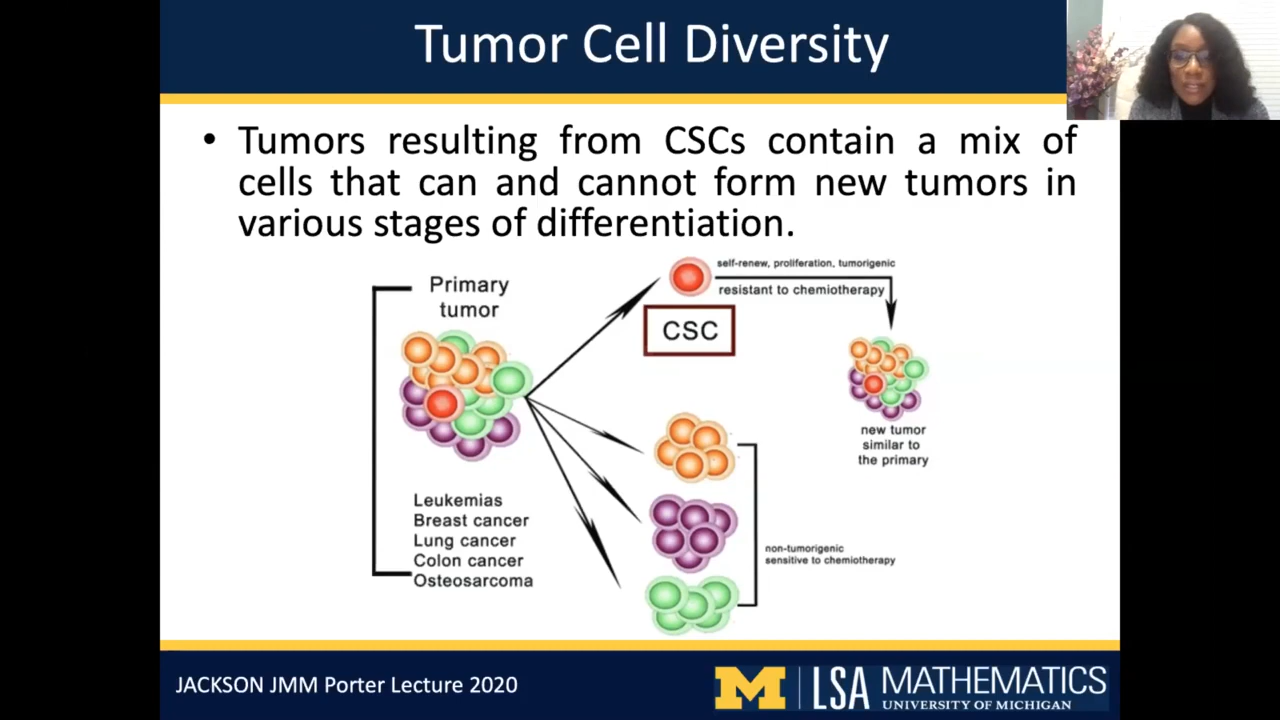 Tumor Cell Diversity
• Tumors resulting from CSCs contain a mix of
cells that can and cannot form new tumors in
various stages of differentiation.
Primary
tumor
Leukemias
Breast cancer
Lung cancer
Colon cancer
Osteosarcoma
self-renew, proliferation, tumorigenic
resistant to chemiotherapy
CSC
new tumor
similar to
the primary
non-tumorigenic
sensitive to chemiotherapy
JACKSON JMM Porter Lecture 2020
M LSA MATHEMATICS
UNIVERSITY OF MICHIGAN